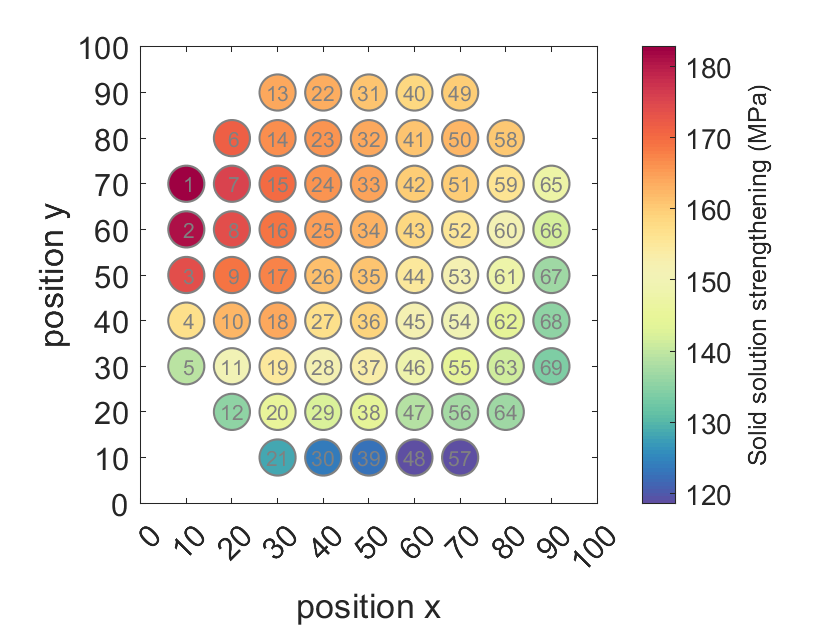 100
90
80
70
60
50
40
30
20
10
0
position y
13 22 31 40 49
6 14 23 32 41 50 58
1 7 15 24 33 42 51 59 65
2 8 16 25 34 43 52 60 66
3 9 17 26 35 44 53 61 67
4 10 18 27 36 45 54 62 68
5 11 19 28 37 46 55 63 69
12 20 29 38 47 56 64
21 30 39 48 57
0 10 20 30 40 50 60 70 80 90 100
position x
180
170
160
150
140
130
120
Solid solution strengthening (MPa)